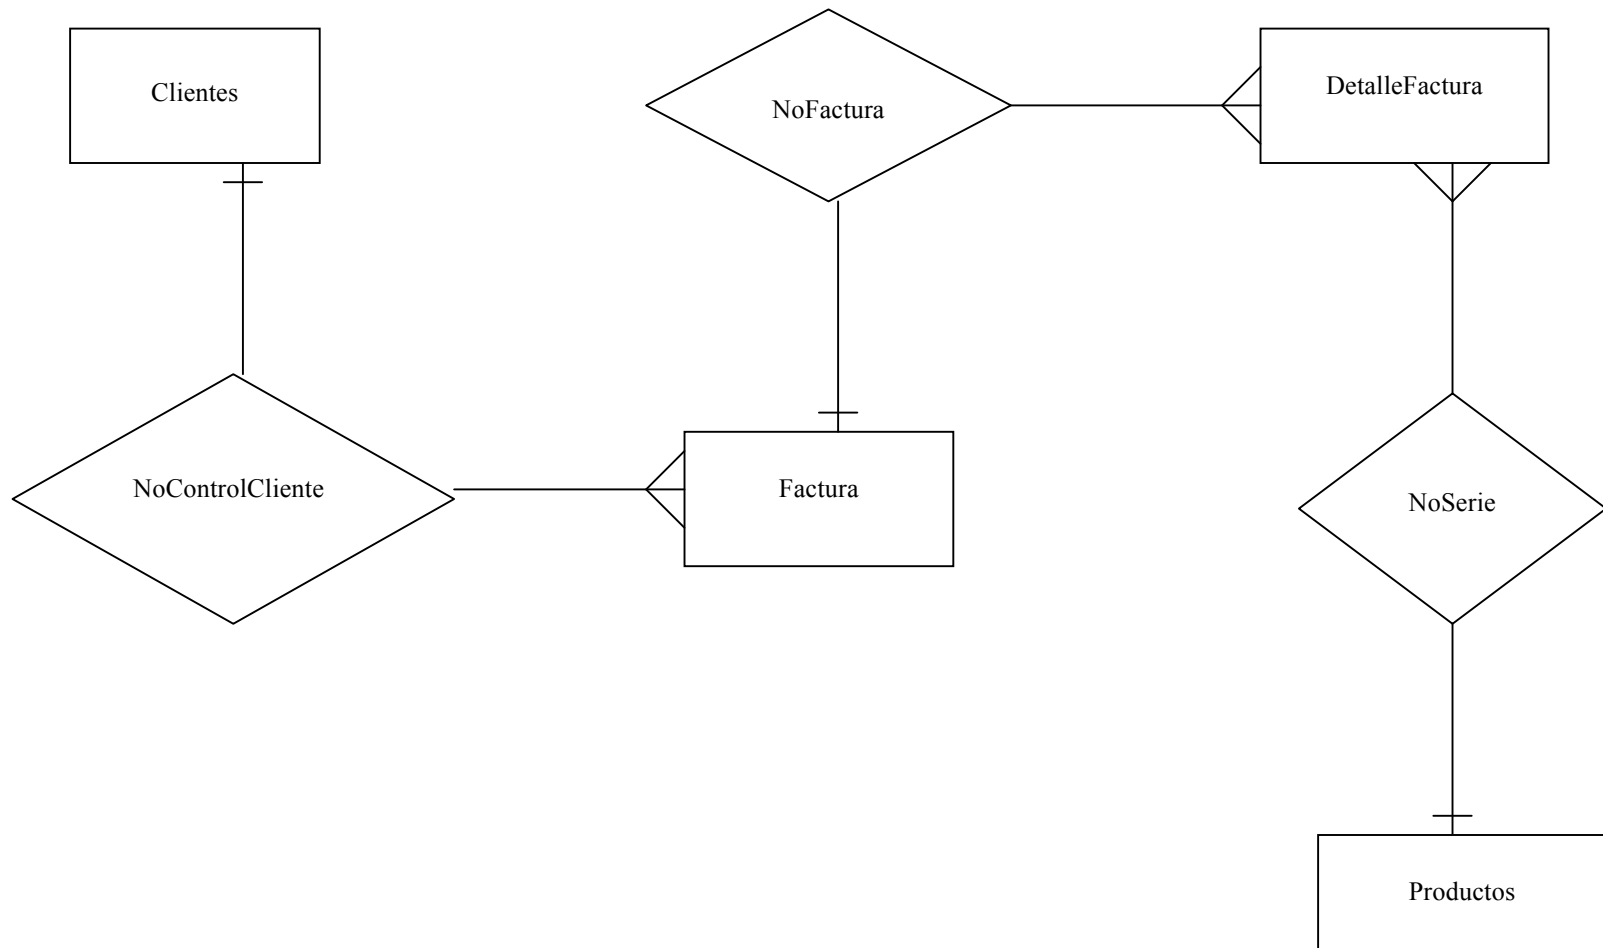 Clientes
NoFactura
DetalleFactura
NoControlCliente
Factura
NoSerie
Productos